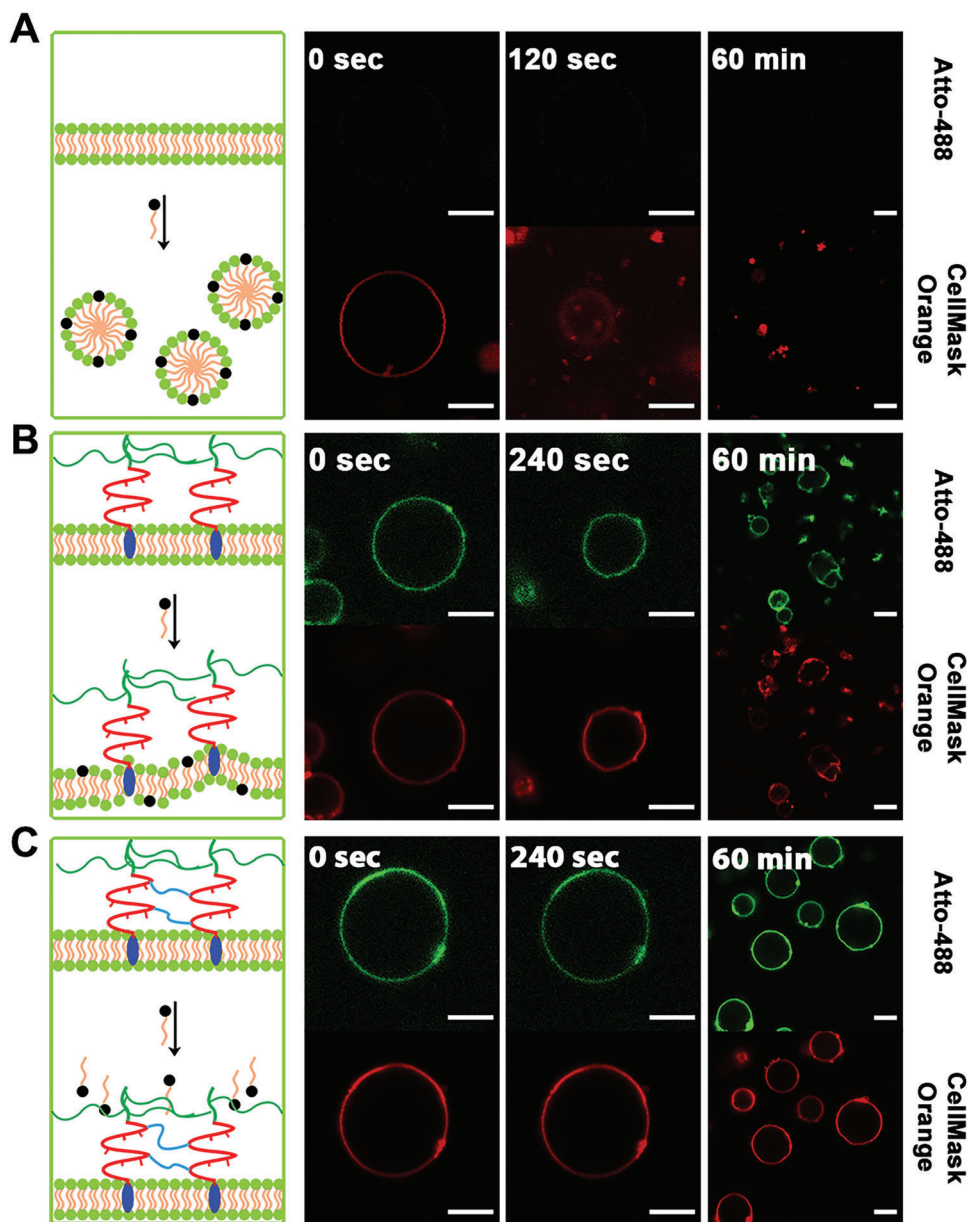 A
0 sec
120 sec
60 min
Atto-488
CellMask
Orange
B
0 sec
240 sec
60 min
Atto-488
CellMask
Orange
C
0 sec
240 sec
60 min
Atto-488
CellMask
Orange